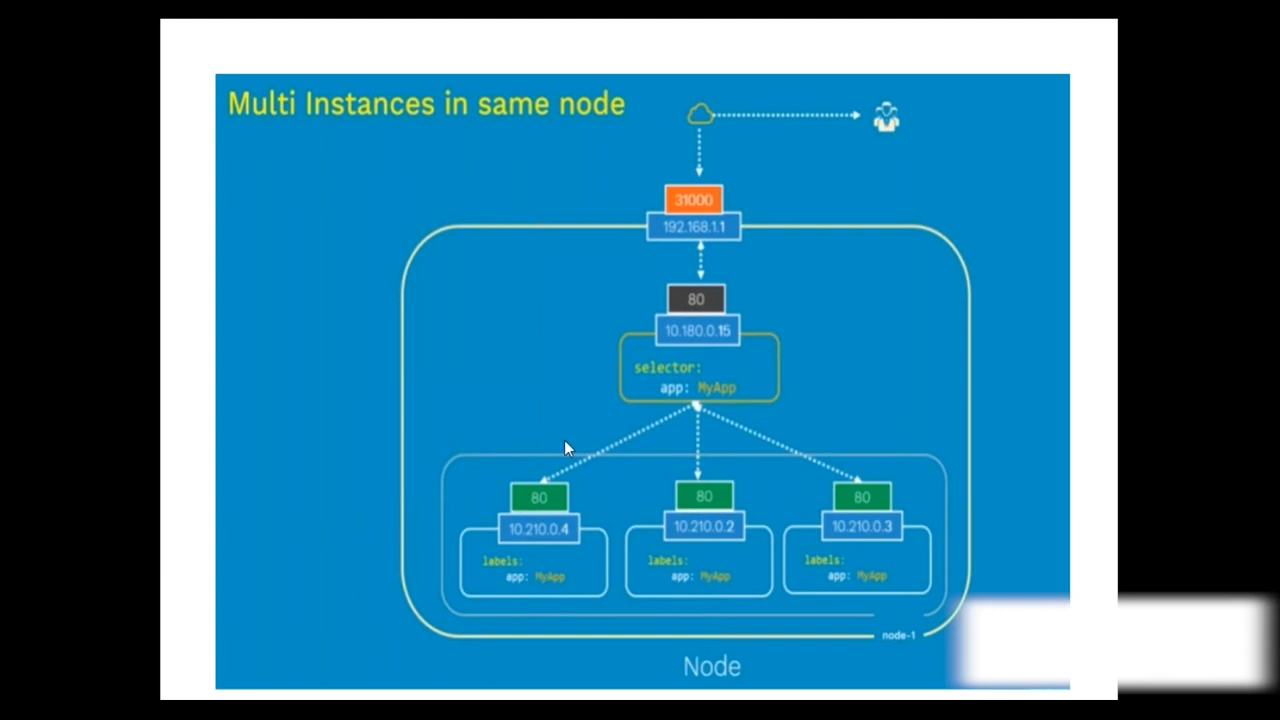 Multi Instances in same node
31000
192.168.1.1
80
10.180.0.15
selector:
app: MyApp
80
80
80
10.210.0.4
10.210.0.2
10.210.0.3
labels:
labels:
labels:
app: MyApp
app: MyApp
app: MyApp
node-1
Node